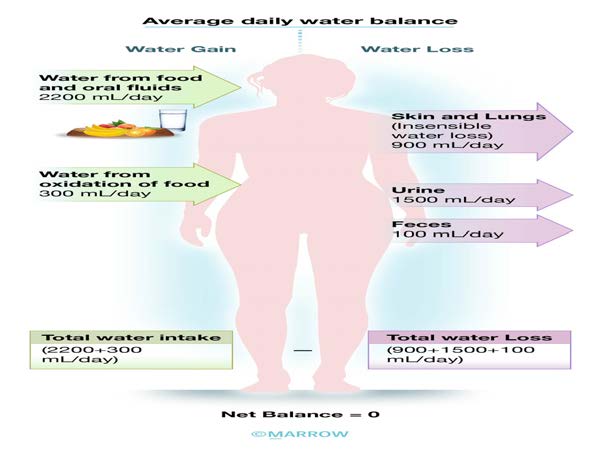 Average daily water balance
Water Gain
Water Loss
Water from food
and oral fluids
2200 mL/day
Skin and Lungs
(Insensible
water loss)
900 mL/day
Water from
oxidation of food
300 mL/day
Urine
1500 mL/day
Feces
100 mL/day
Total water intake
(2200+300
mL/day)
—
Total water Loss
(900+1500+100
mL/day)
Net Balance = 0
©MARROW